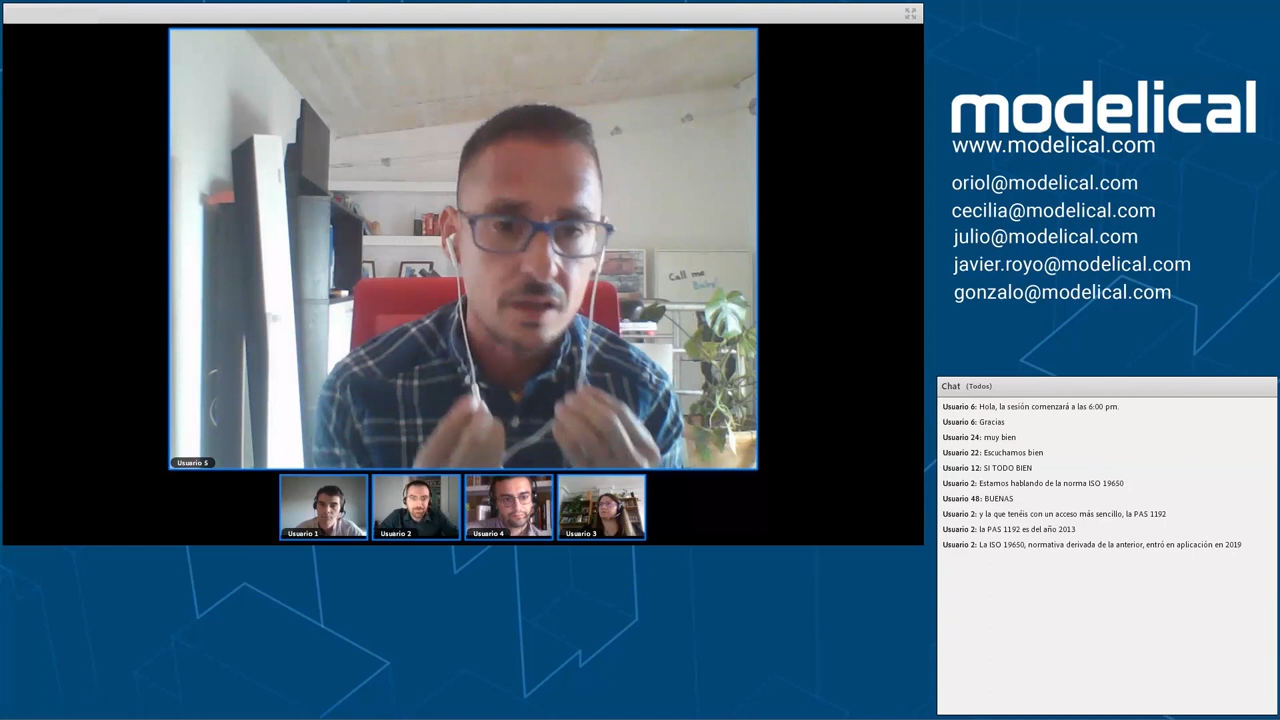 Call me
Baby!
Usuario 5
Usuario 1
Usuario 2
Usuario 4
Usuario 3
modelical
www.modelical.com
oriol@modelical.com
cecilia@modelical.com
julio@modelical.com
javier.royo@modelical.com
gonzalo@modelical.com
Chat (Todos)
Usuario 6: Hola, la sesión comenzará a las 6:00 pm.
Usuario 6: Gracias
Usuario 24: muy bien
Usuario 22: Escuchamos bien
Usuario 12: SI TODO BIEN
Usuario 2: Estamos hablando de la norma ISO 19650
Usuario 48: BUENAS
Usuario 2: y la que tenéis con un acceso más sencillo, la PAS 1192
Usuario 2: la PAS 1192 es del año 2013
Usuario 2: La ISO 19650, normativa derivada de la anterior, entró en aplicación en 2019